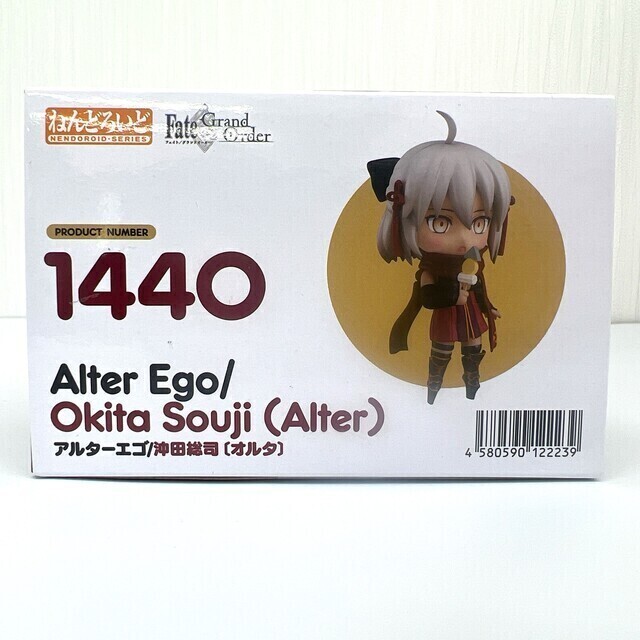 ねんどろいど
NENDOROID·SERIES
Fate Grand Order
PRODUCT NUMBER
1440
Alter Ego/
Okita Souji (Alter)
アルターエゴ/沖田総司〔オルタ〕
4 580590 122239